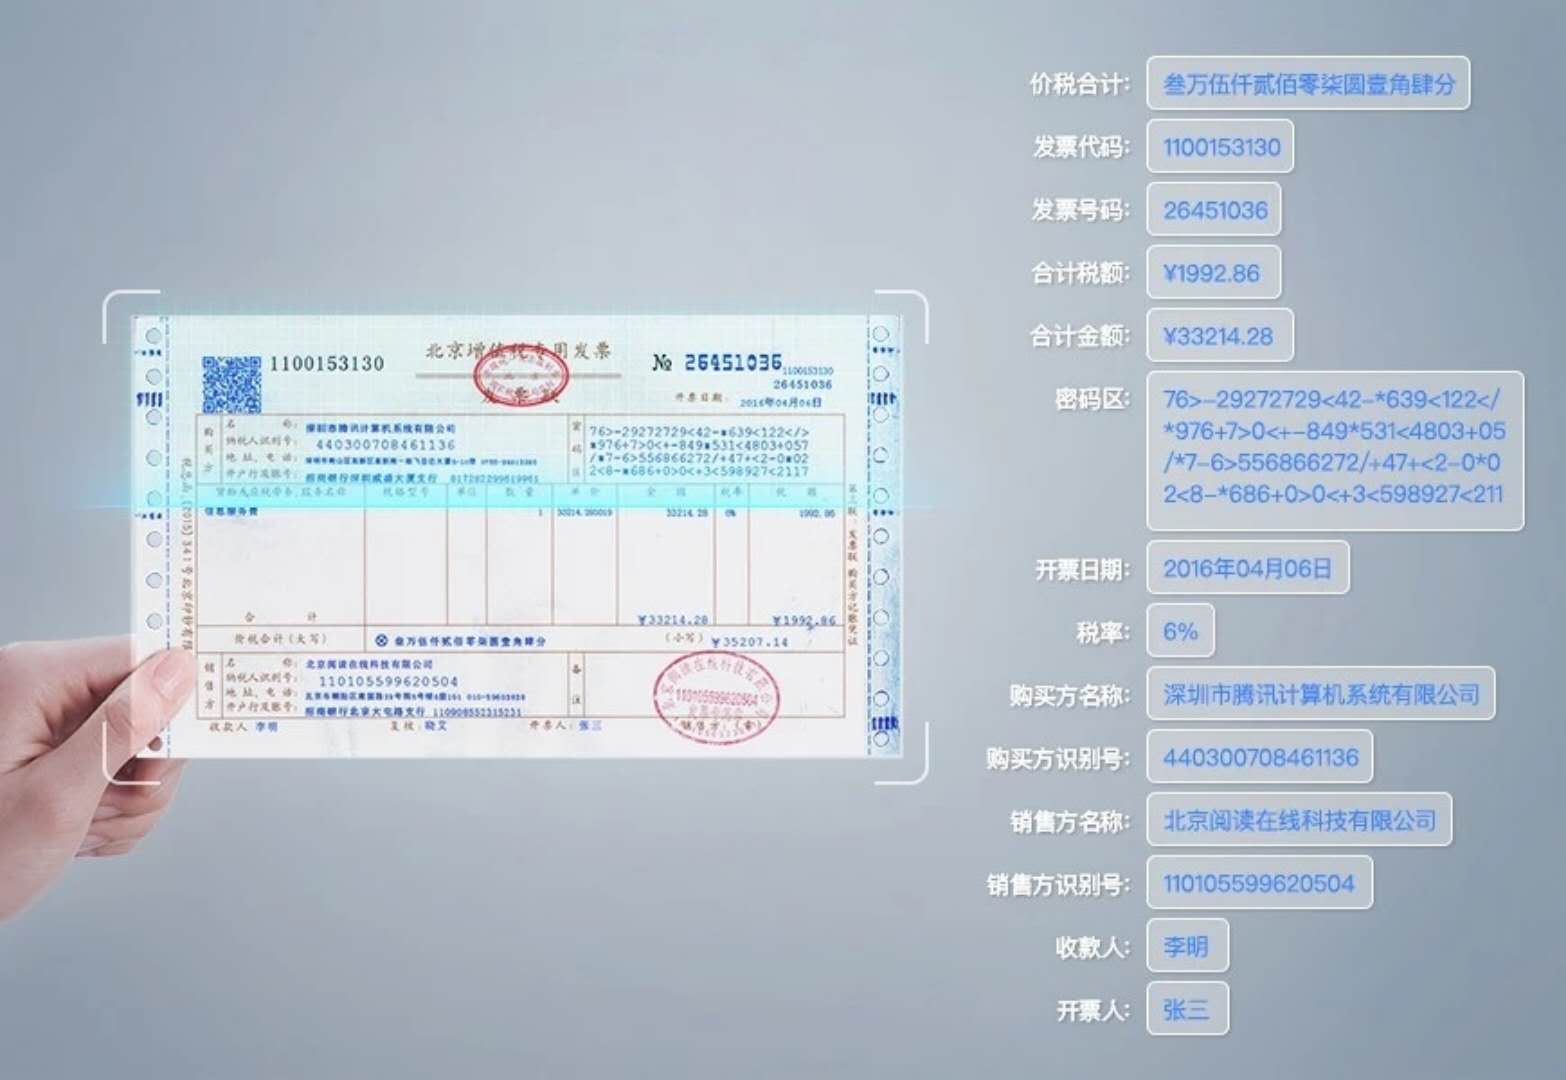 1100153130
北京增值税专用发票
№ 26451036
1100153130
26451036
开票日期:
2016年04月06日
购买方
名 称:
深圳市腾讯计算机系统有限公司
纳税人识别号:
440300708461136
地 址、电 话:
开户行及账号:
招商银行深圳威盛大厦支行 817282299619961
密码区
76>-29272729<42-*639<122</>
*976+7>0<+-849*531<4803+057
/*7-6>556866272/+47+<2-0*02
2<8-*686+0>0<+3<598927<2117
货物或应税劳务、服务名称 规格型号 单位 数 量 单 价 金 额 税率 税 额
信息服务费 1 33214.280019 33214.28 6% 1992.86
合 计 ¥33214.28 ¥1992.86
价税合计(大写) ⊗ 叁万伍仟贰佰零柒圆壹角肆分 (小写) ¥35207.14
销售方
名 称:
北京阅读在线科技有限公司
纳税人识别号:
110105599620504
地 址、电 话:
开户行及账号:
招商银行北京大屯路支行 110908552315231
备注
110105599620504
收款人 李明
复核:晓艾
开票人:张三
第三联:发票联 购买方记账凭证
价税合计: 叁万伍仟贰佰零柒圆壹角肆分
发票代码: 1100153130
发票号码: 26451036
合计税额: ¥1992.86
合计金额: ¥33214.28
密码区: 76>-29272729<42-*639<122</
*976+7>0<+-849*531<4803+05
/*7-6>556866272/+47+<2-0*0
2<8-*686+0>0<+3<598927<211
开票日期: 2016年04月06日
税率: 6%
购买方名称: 深圳市腾讯计算机系统有限公司
购买方识别号: 440300708461136
销售方名称: 北京阅读在线科技有限公司
销售方识别号: 110105599620504
收款人: 李明
开票人: 张三